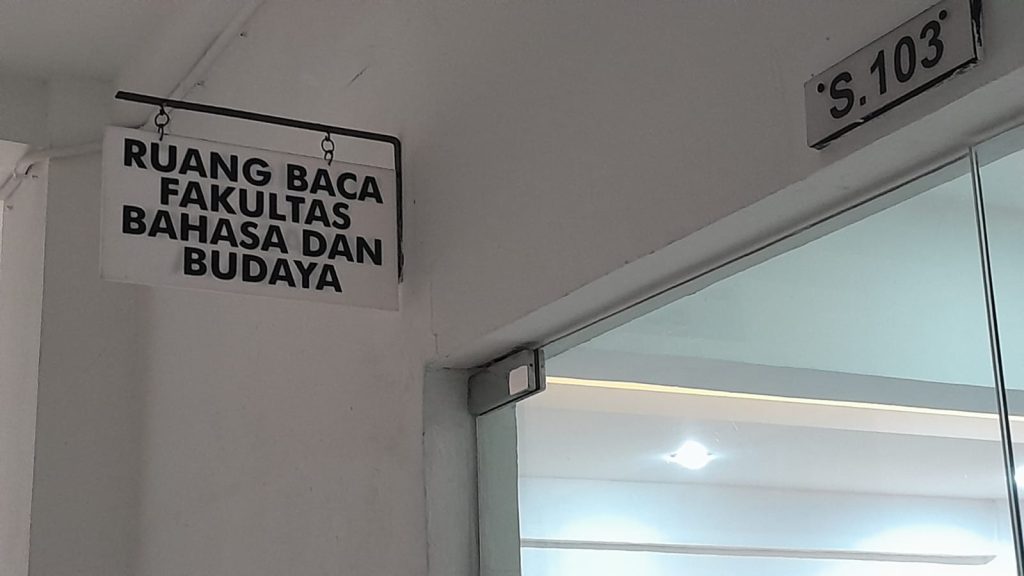 RUANG BACA
FAKULTAS
BAHASA DAN
BUDAYA
S.103